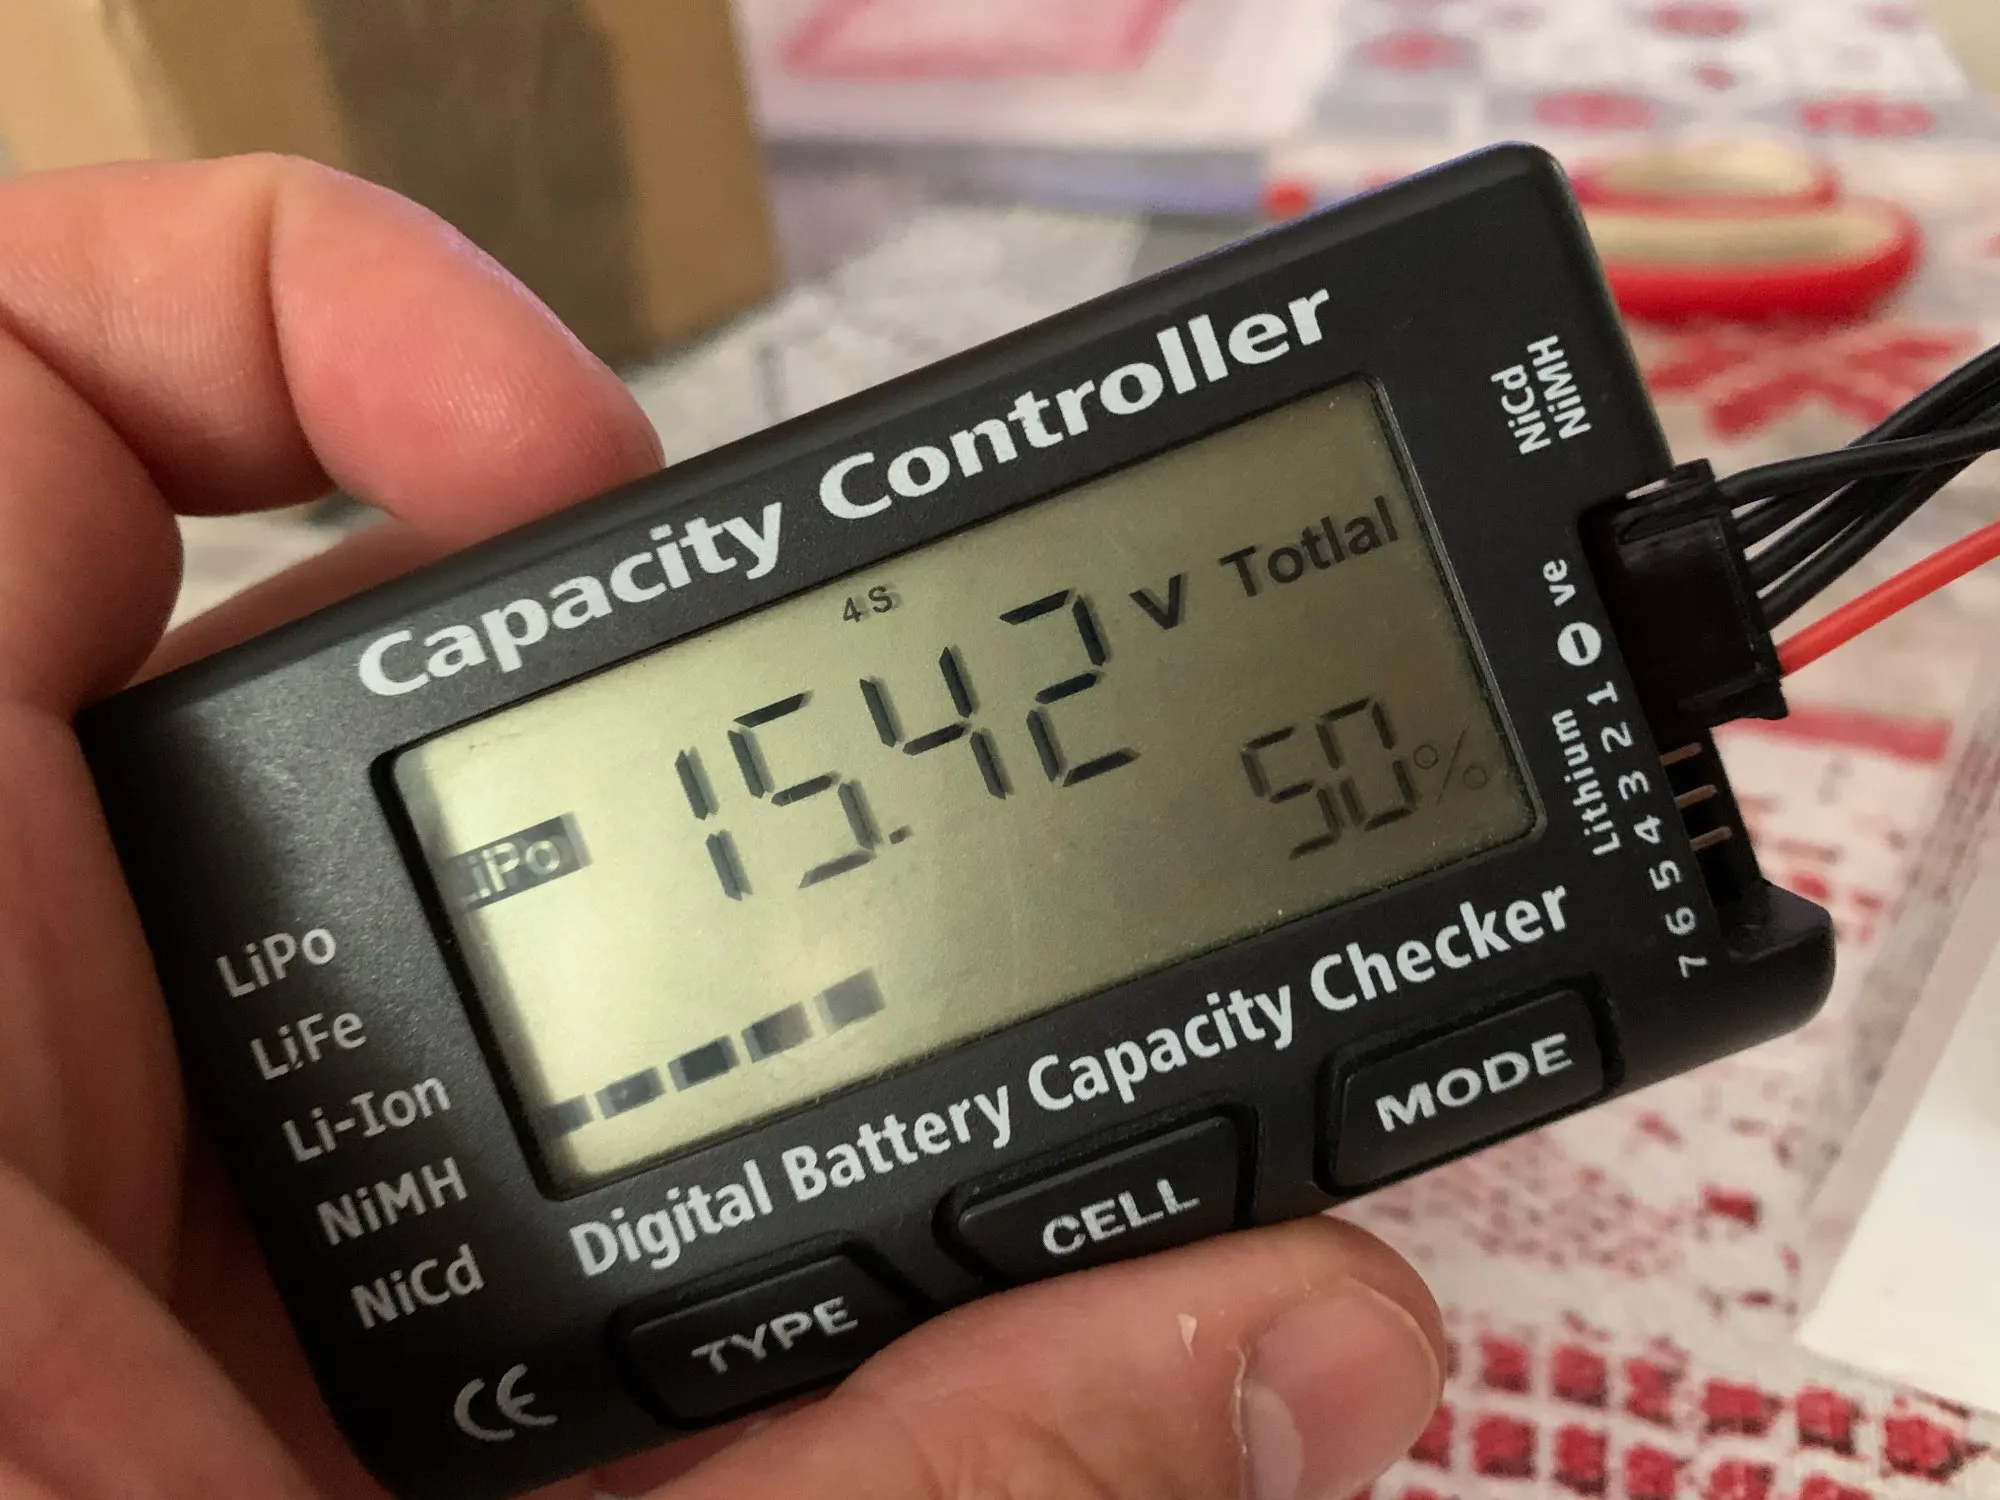 Capacity Controller
NiCd
NiMH
4S
15.42 v Totlal
LiPo
50%
Lithium 1 ⊖ ve
7 6 5 4 3 2
LiPo
LiFe
Li-Ion
NiMH
NiCd
Digital Battery Capacity Checker
TYPE
CELL
MODE
CE